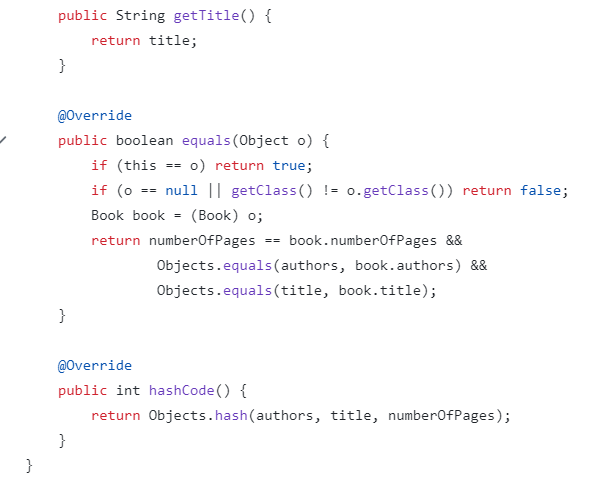 public String getTitle() {
return title;
}
@Override
public boolean equals(Object o) {
if (this == o) return true;
if (o == null || getClass() != o.getClass()) return false;
Book book = (Book) o;
return numberOfPages == book.numberOfPages &&
Objects.equals(authors, book.authors) &&
Objects.equals(title, book.title);
}
@Override
public int hashCode() {
return Objects.hash(authors, title, numberOfPages);
}
}